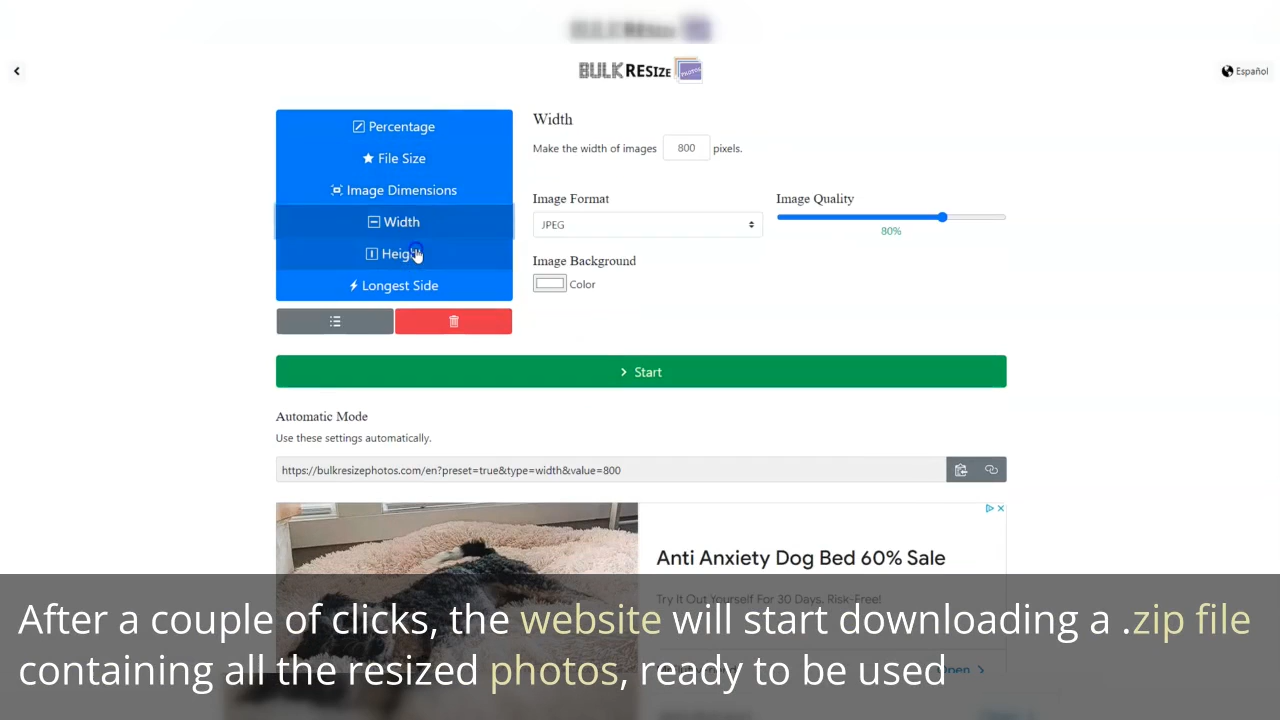 BULK RESIZE PHOTOS
Español
Percentage
File Size
Image Dimensions
Width
Height
Longest Side
Width
Make the width of images 800 pixels.
Image Format
JPEG
Image Quality
80%
Image Background
Color
Start
Automatic Mode
Use these settings automatically.
https://bulkresizephotos.com/en?preset=true&type=width&value=800
Anti Anxiety Dog Bed 60% Sale
Try It Out Yourself For 30 Days. Risk-Free!
Open
After a couple of clicks, the website will start downloading a .zip file
containing all the resized photos, ready to be used